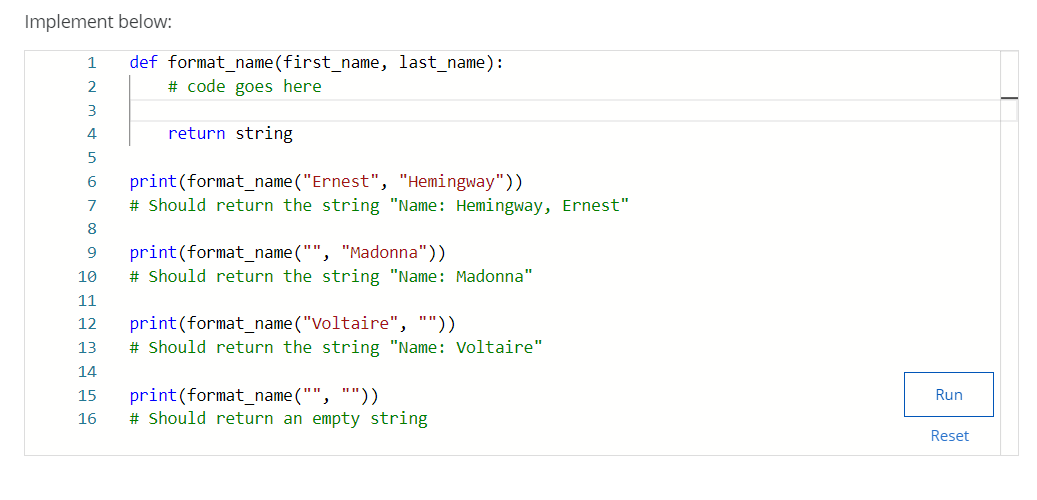 Implement below:
1 def format_name(first_name, last_name):
2     # code goes here
3
4     return string
5
6 print(format_name("Ernest", "Hemingway"))
7 # Should return the string "Name: Hemingway, Ernest"
8
9 print(format_name("", "Madonna"))
10 # Should return the string "Name: Madonna"
11
12 print(format_name("Voltaire", ""))
13 # Should return the string "Name: Voltaire"
14
15 print(format_name("", ""))
16 # Should return an empty string
Run
Reset